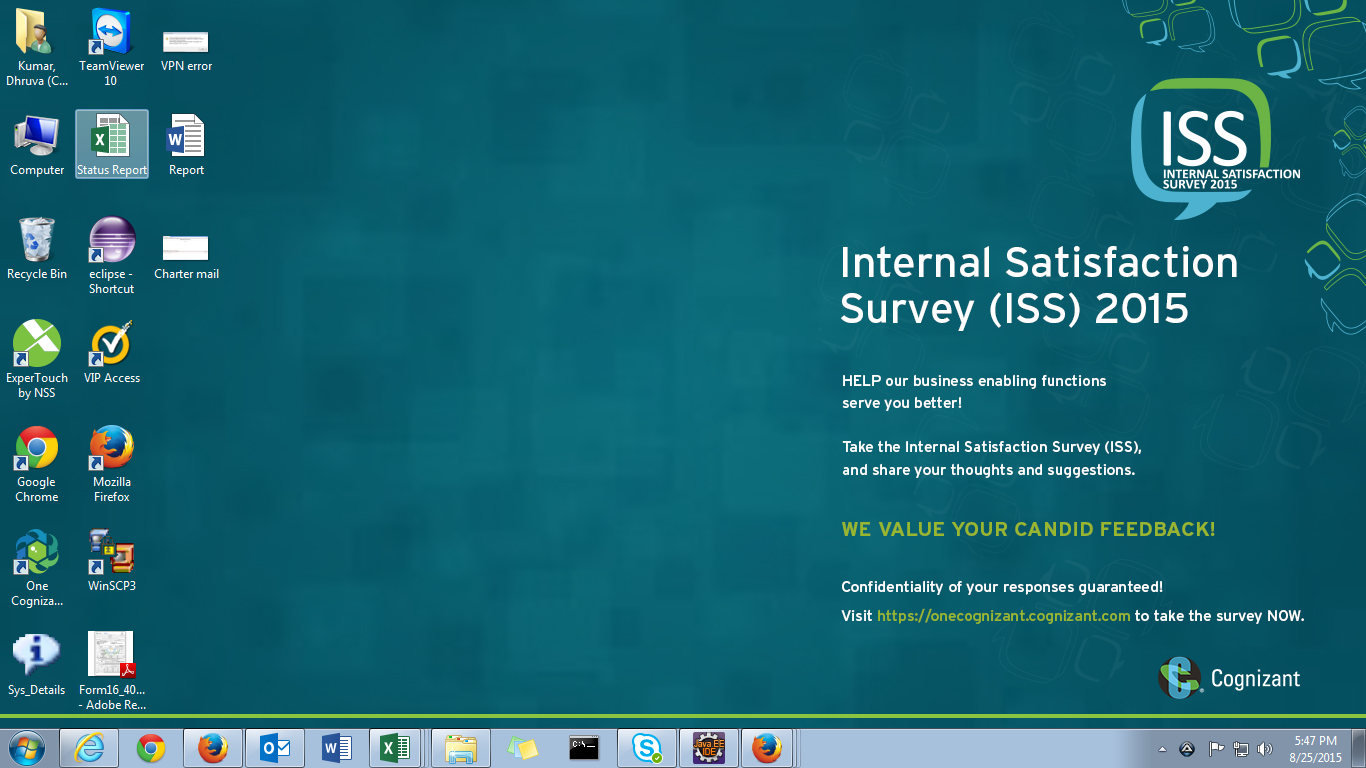 Kumar,
Dhruva (C...
TeamViewer
10
VPN error
Computer
Status Report
Report
Recycle Bin
eclipse -
Shortcut
Charter mail
ExperTouch
by NSS
VIP Access
Google
Chrome
Mozilla
Firefox
One
Cogniza...
WinSCP3
Sys_Details
Form16_40...
- Adobe Re...
ISS
INTERNAL SATISFACTION
SURVEY 2015
Internal Satisfaction
Survey (ISS) 2015
HELP our business enabling functions
serve you better!
Take the Internal Satisfaction Survey (ISS),
and share your thoughts and suggestions.
WE VALUE YOUR CANDID FEEDBACK!
Confidentiality of your responses guaranteed!
Visit https://onecognizant.cognizant.com to take the survey NOW.
Cognizant
Java EE
IDE
5:47 PM
8/25/2015